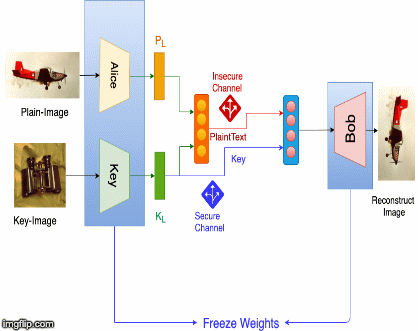 P_L
Alice
Plain-Image
Insecure
Channel
PlainText
Key
Key
Key-Image
K_L
Secure
Channel
Bob
Reconstruct
Image
Freeze Weights
imgflip.com